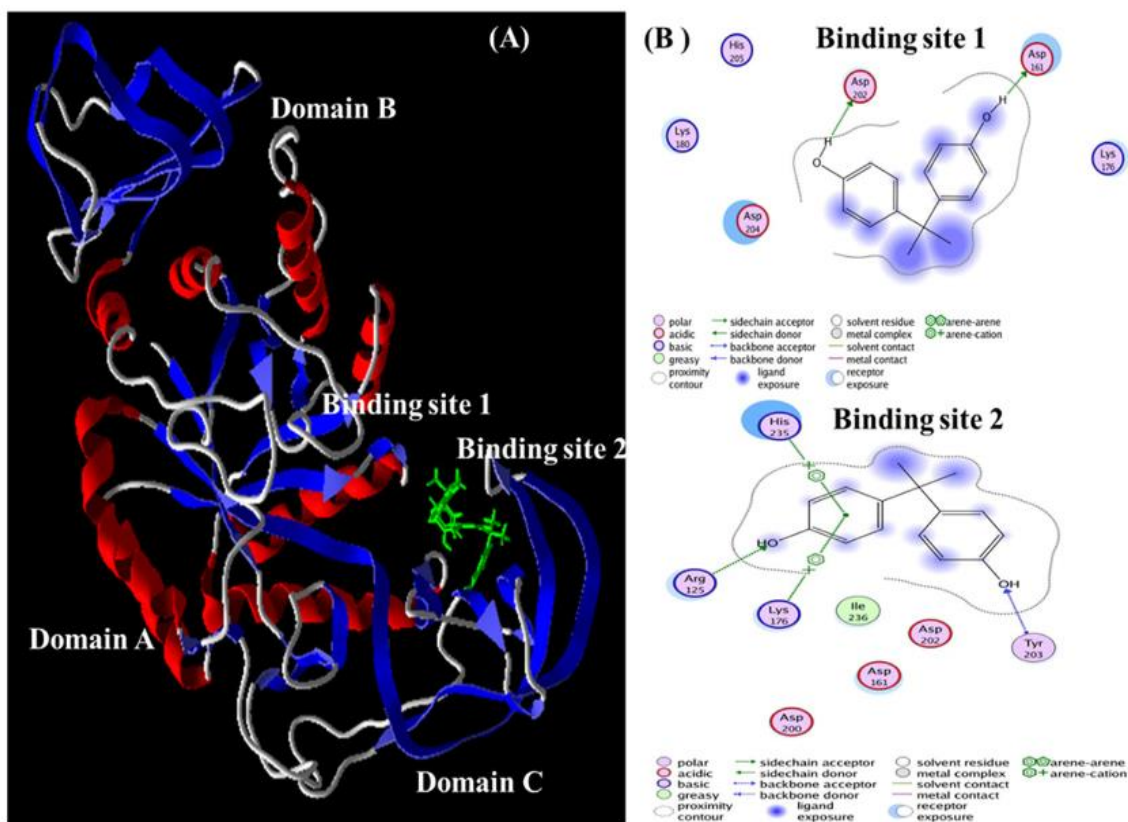 (A)
Domain B
Binding site 1
Binding site 2
Domain A
Domain C
(B )
Binding site 1
His
205
Asp
202
Asp
161
Lys
180
Lys
176
H
O
H
O
Asp
204
polar
sidechain acceptor
solvent residue
arene-arene
acidic
sidechain donor
metal complex
arene-cation
basic
backbone acceptor
solvent contact
greasy
backbone donor
metal contact
proximity
contour
ligand
exposure
receptor
exposure
Binding site 2
His
235
HO
OH
Arg
125
Lys
176
Ile
236
Asp
202
Tyr
203
Asp
161
Asp
200
polar
sidechain acceptor
solvent residue
arene-arene
acidic
sidechain donor
metal complex
arene-cation
basic
backbone acceptor
solvent contact
greasy
backbone donor
metal contact
proximity
contour
ligand
exposure
receptor
exposure